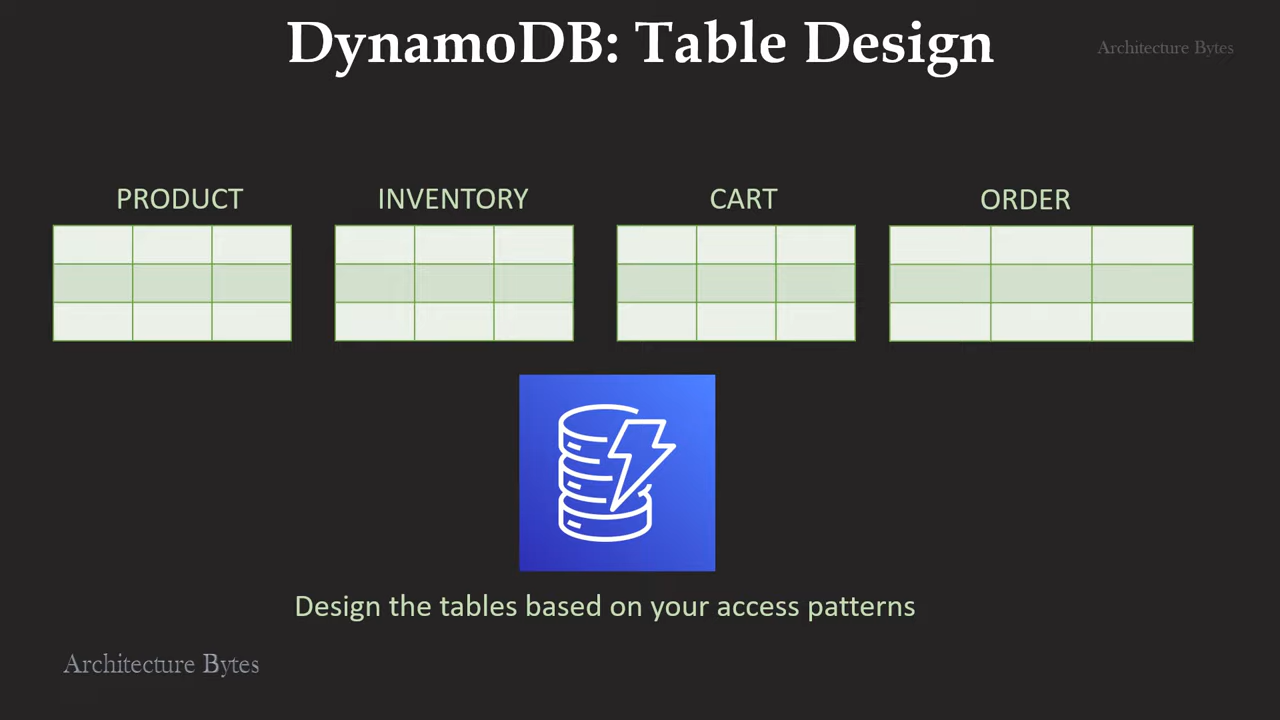 DynamoDB: Table Design
Architecture Bytes
PRODUCT
INVENTORY
CART
ORDER
Design the tables based on your access patterns
Architecture Bytes